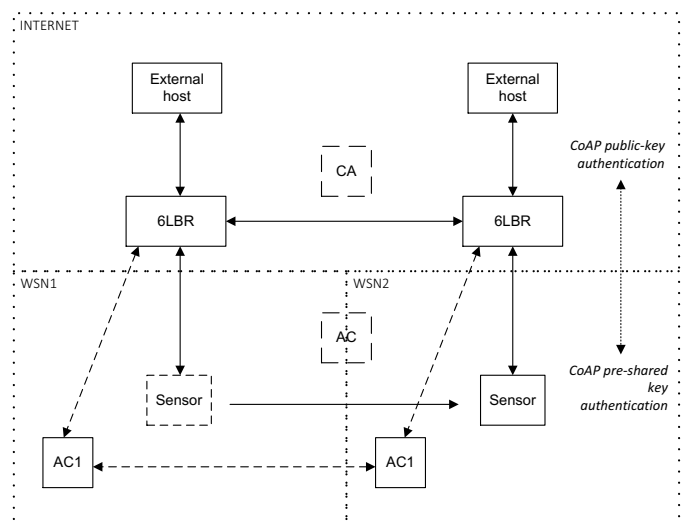 INTERNET
External
host
External
host
CoAP public-key
authentication
CA
6LBR
6LBR
WSN1
WSN2
AC
CoAP pre-shared
key
authentication
Sensor
Sensor
AC1
AC1